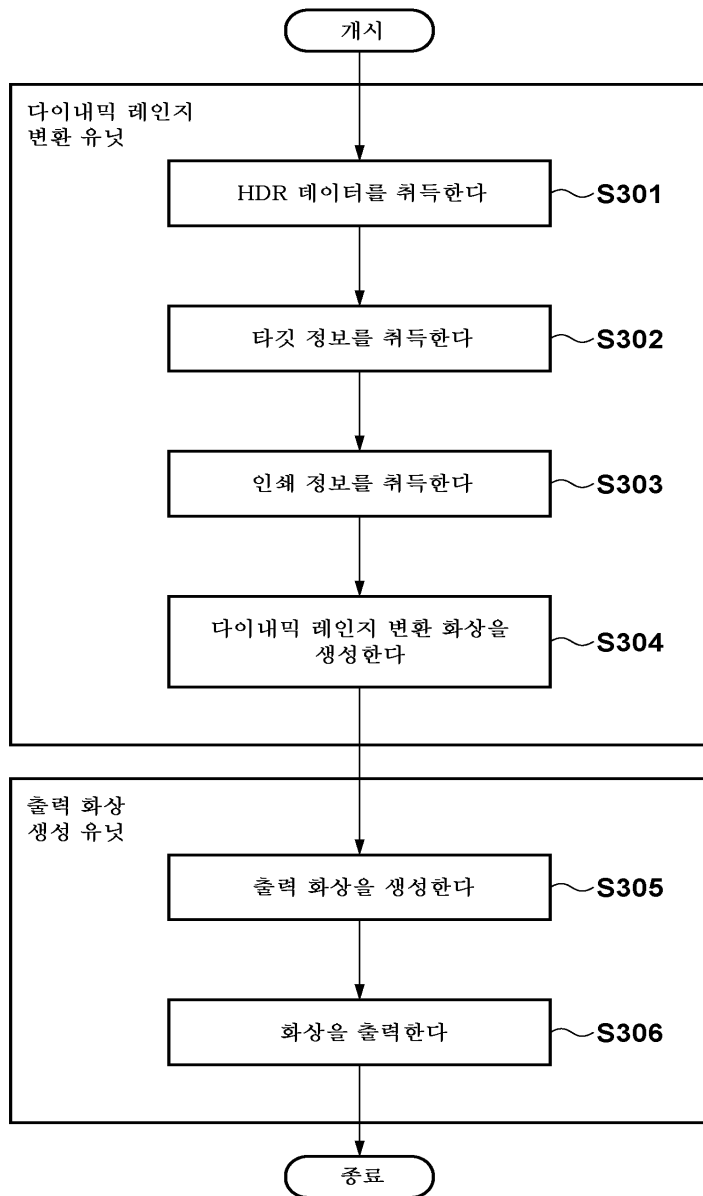 개시
다이내믹 레인지
변환 유닛
HDR 데이터를 취득한다
S301
타깃 정보를 취득한다
S302
인쇄 정보를 취득한다
S303
다이내믹 레인지 변환 화상을
생성한다
S304
출력 화상
생성 유닛
출력 화상을 생성한다
S305
화상을 출력한다
S306
종료